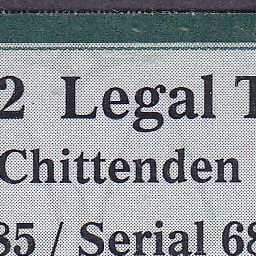 2 Legal T
Chittenden
35 / Serial 68